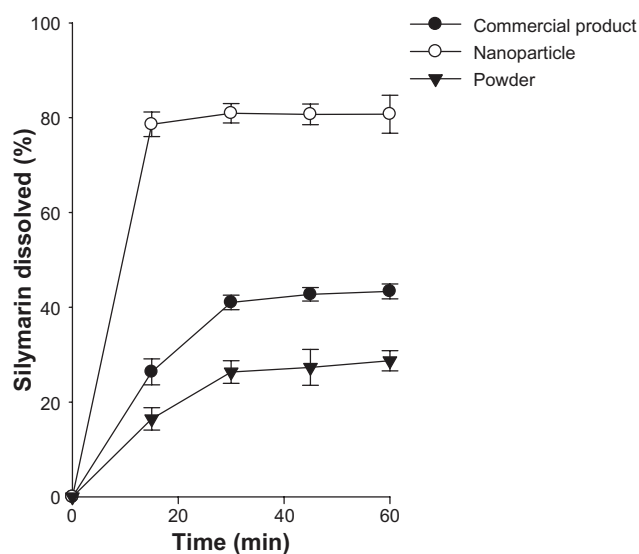 Commercial product
Nanoparticle
Powder
Silymarin dissolved (%)
100
80
60
40
20
0
0 20 40 60
Time (min)